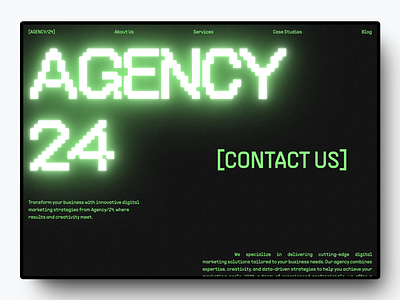 [AGENCY/24] About Us Services Case Studies Blog
AGENCY
24
[CONTACT US]
Transform your business with innovative digital
marketing strategies from Agency/24, where
results and creativity meet.
We specialize in delivering cutting-edge digital
marketing solutions tailored to your business needs. Our agency combines
expertise, creativity, and data-driven strategies to help you achieve your